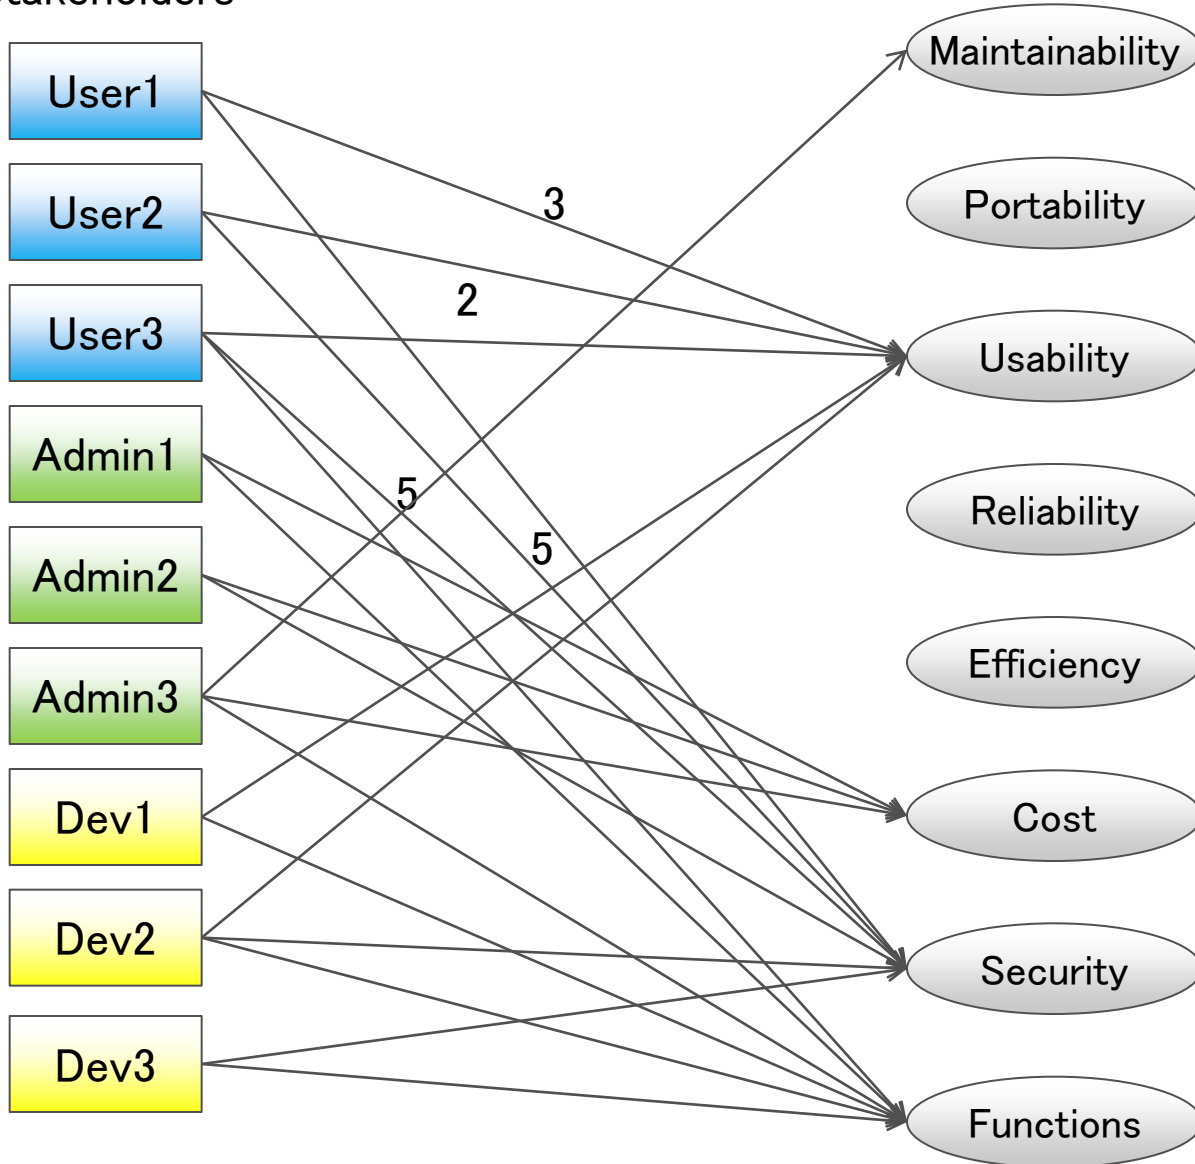 User1
User2
User3
Admin1
Admin2
Admin3
Dev1
Dev2
Dev3
3
2
5
5
Maintainability
Portability
Usability
Reliability
Efficiency
Cost
Security
Functions